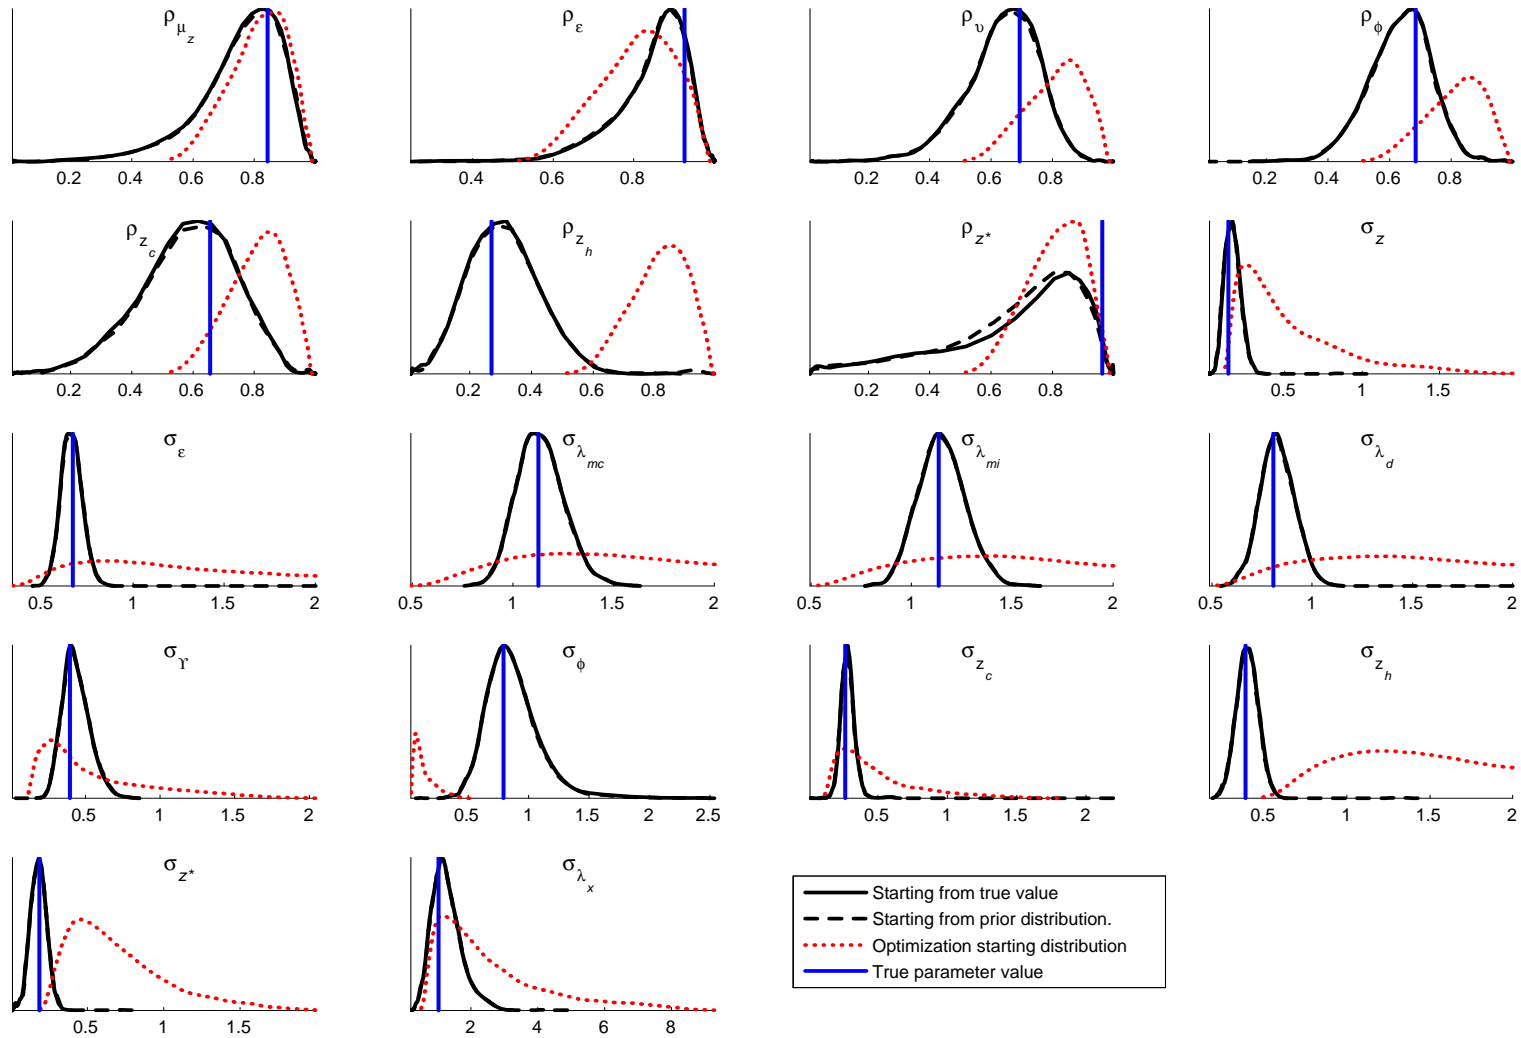 ρμz ρε ρυ ρϕ
0.2 0.4 0.6 0.8 0.4 0.6 0.8 0.2 0.4 0.6 0.8 0.2 0.4 0.6 0.8
ρzc ρzh ρz* σz
0.2 0.4 0.6 0.8 0.2 0.4 0.6 0.8 0.2 0.4 0.6 0.8 0.5 1 1.5
σε σλmc σλmi σλd
0.5 1 1.5 2 0.5 1 1.5 2 0.5 1 1.5 2 0.5 1 1.5 2
σϒ σϕ σzc σzh
0.5 1 1.5 2 0.5 1 1.5 2 2.5 0.5 1 1.5 2 0.5 1 1.5 2
σz* σλx
0.5 1 1.5 2 4 6 8
Starting from true value
Starting from prior distribution.
Optimization starting distribution
True parameter value